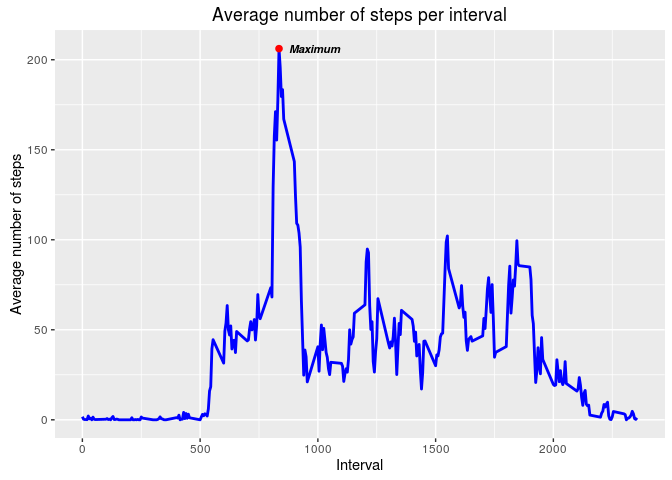 Average number of steps per interval
Maximum
200
150
100
50
0
Average number of steps
0 500 1000 1500 2000
Interval